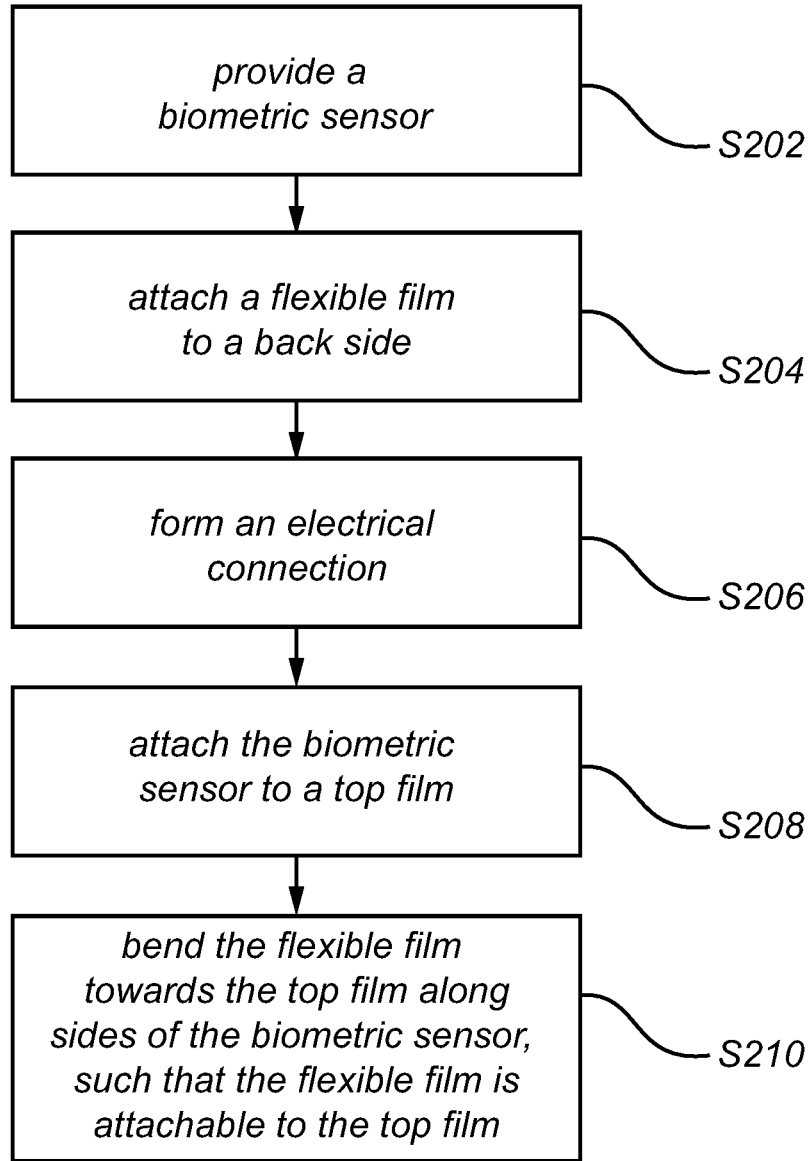 provide a
biometric sensor
S202
attach a flexible film
to a back side
S204
form an electrical
connection
S206
attach the biometric
sensor to a top film
S208
bend the flexible film
towards the top film along
sides of the biometric sensor,
such that the flexible film is
attachable to the top film
S210